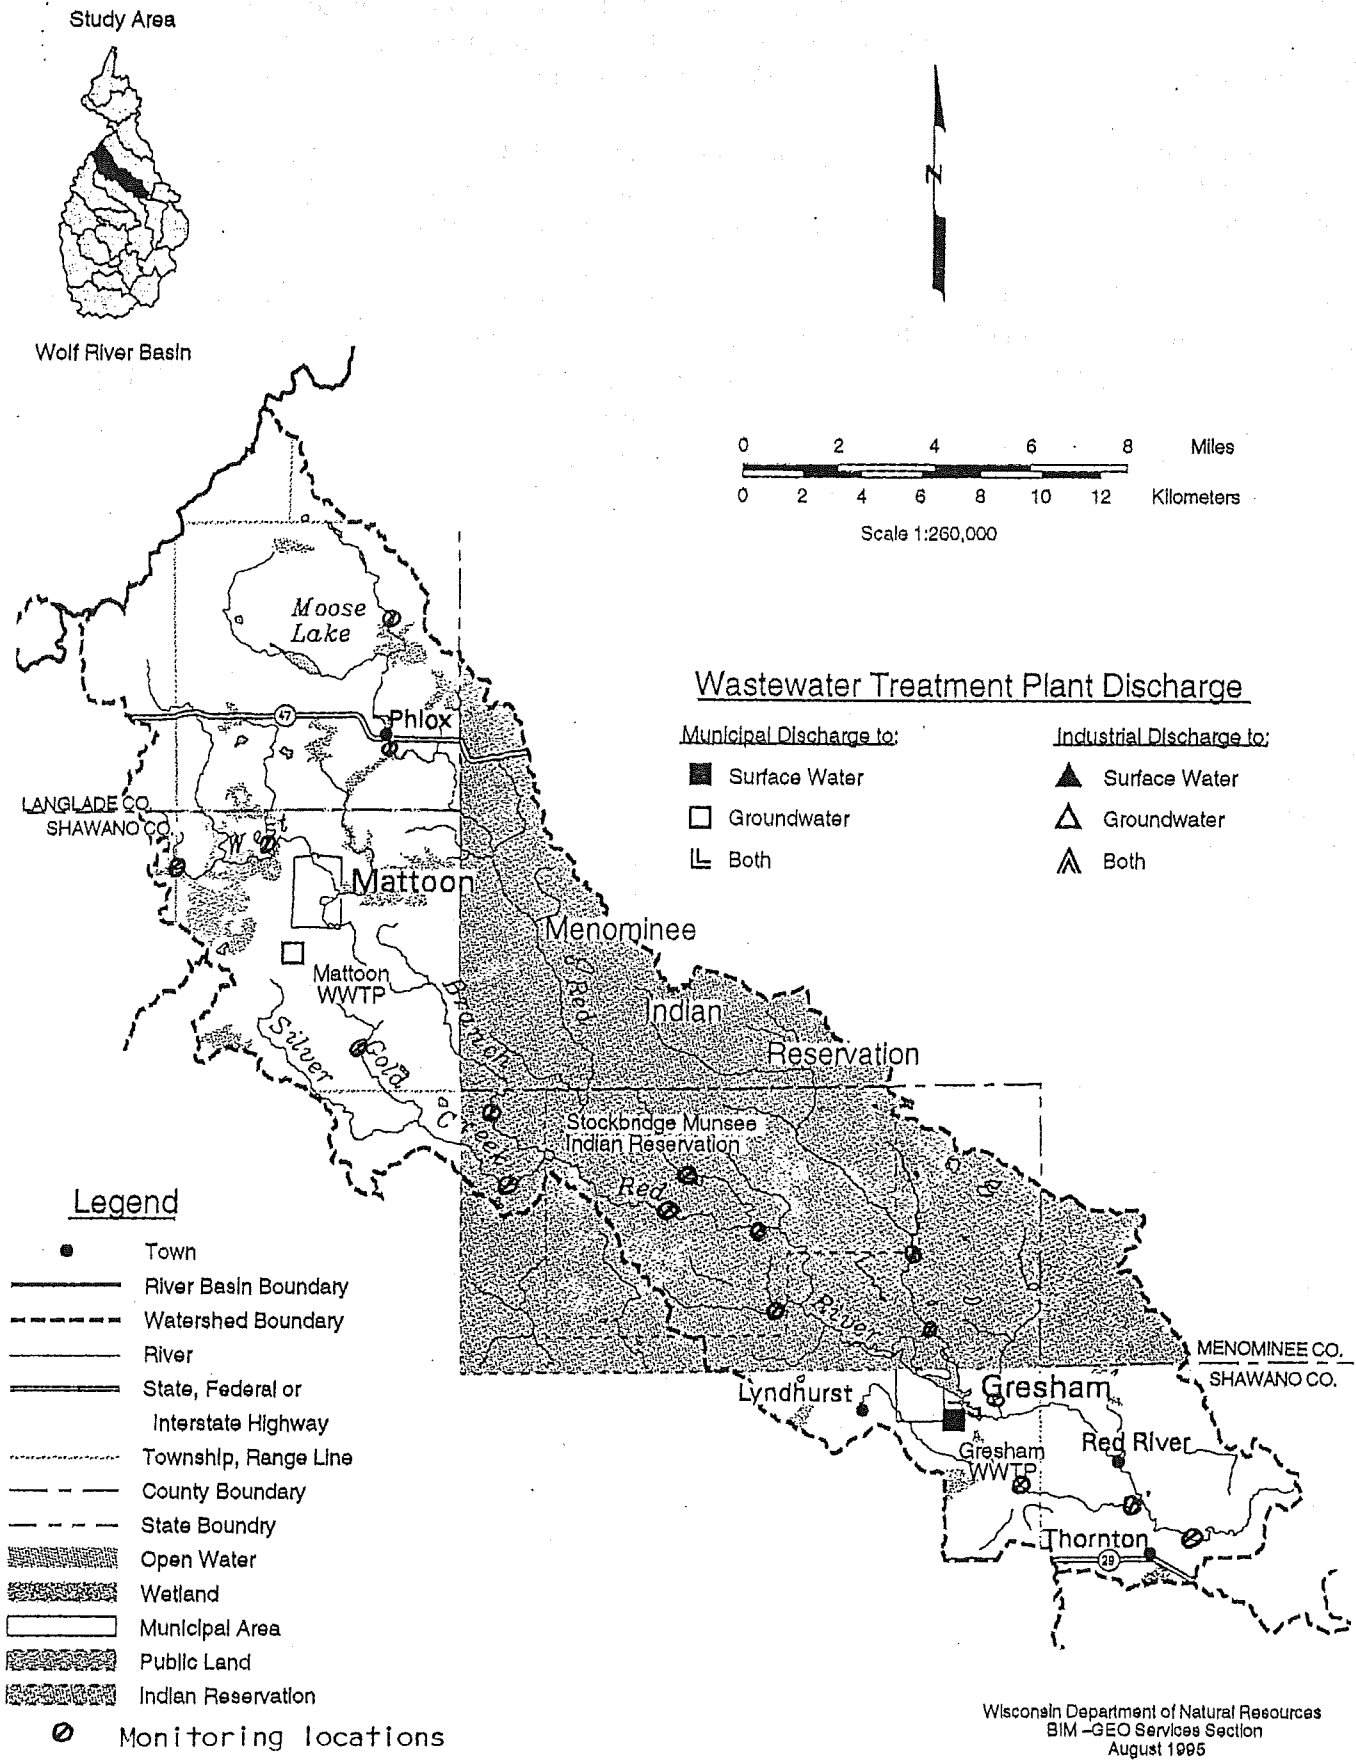 Study Area
Wolf River Basin
N
0 2 4 6 8 Miles
0 2 4 6 8 10 12 Kilometers
Scale 1:260,000
Moose
Lake
Wastewater Treatment Plant Discharge
Municipal Discharge to:
Surface Water
Groundwater
Both
Industrial Discharge to:
Surface Water
Groundwater
Both
47
Phlox
LANGLADE CO.
SHAWANO CO.
West
Mattoon
Menominee
Red
Mattoon
WWTP
Branch
Indian
Silver
Gold
Reservation
Creek
Stockbridge Munsee
Indian Reservation
Red
River
MENOMINEE CO.
SHAWANO CO.
Lyndhurst
Gresham
Gresham
WWTP
Red River
Thornton
29
Legend
Town
River Basin Boundary
Watershed Boundary
River
State, Federal or
Interstate Highway
Township, Range Line
County Boundary
State Boundry
Open Water
Wetland
Municipal Area
Public Land
Indian Reservation
Monitoring locations
Wisconsin Department of Natural Resources
BIM -GEO Services Section
August 1995